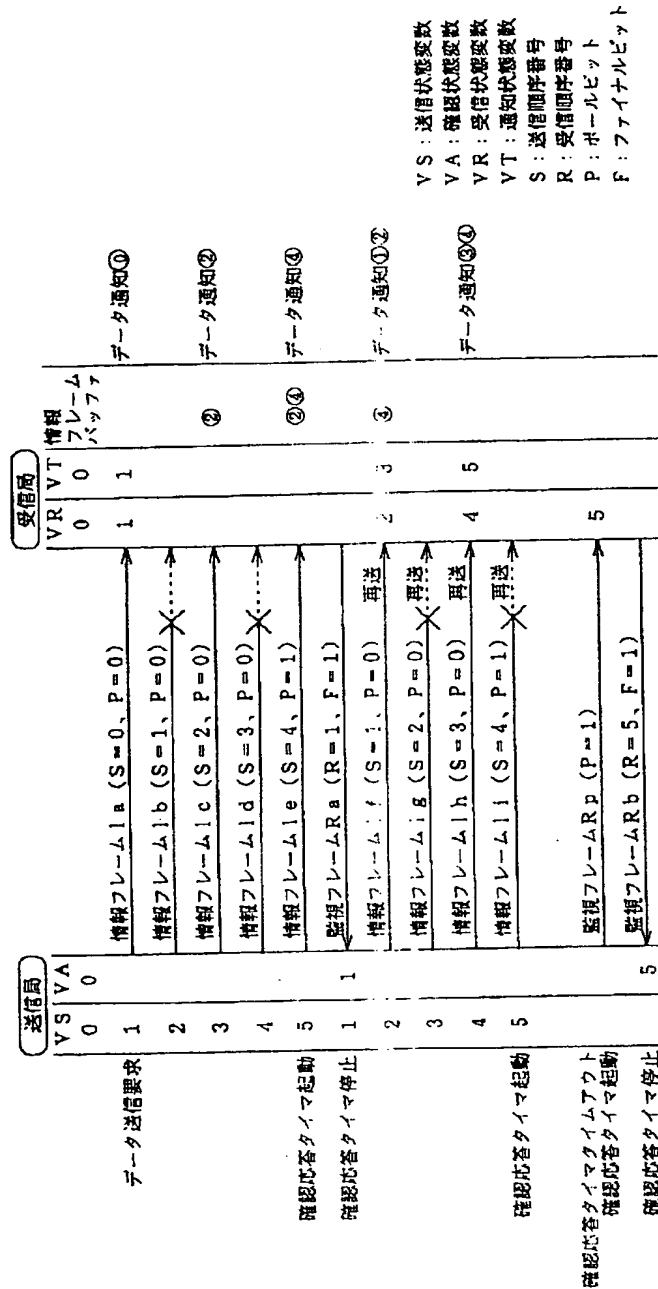 送信局
受信局
VS VA
VR VT 情報フレームバッファ
0 0
0 0
データ送信要求 1 情報フレームIa (S=0、P=0) 1 1 データ通知⓪
2 情報フレームIb (S=1、P=0)
3 情報フレームIc (S=2、P=0) ② データ通知②
4 情報フレームId (S=3、P=0)
確認応答タイマ起動 5 情報フレームIe (S=4、P=1) ②④ データ通知④
確認応答タイマ停止 1 1 監視フレームRa (R=1、F=1)
2 情報フレームIf (S=1、P=0) 再送 2 3 ④ データ通知①②
3 情報フレームIg (S=2、P=0) 再送
4 情報フレームIh (S=3、P=0) 再送 4 5 データ通知③④
確認応答タイマ起動 5 情報フレームIi (S=4、P=1) 再送
確認応答タイマタイムアウト
確認応答タイマ起動 監視フレームRp (P=1) 5
確認応答タイマ停止 5 監視フレームRb (R=5、F=1)
VS:送信状態変数
VA:確認状態変数
VR:受信状態変数
VT:通知状態変数
S:送信順序番号
R:受信順序番号
P:ポールビット
F:ファイナルビット